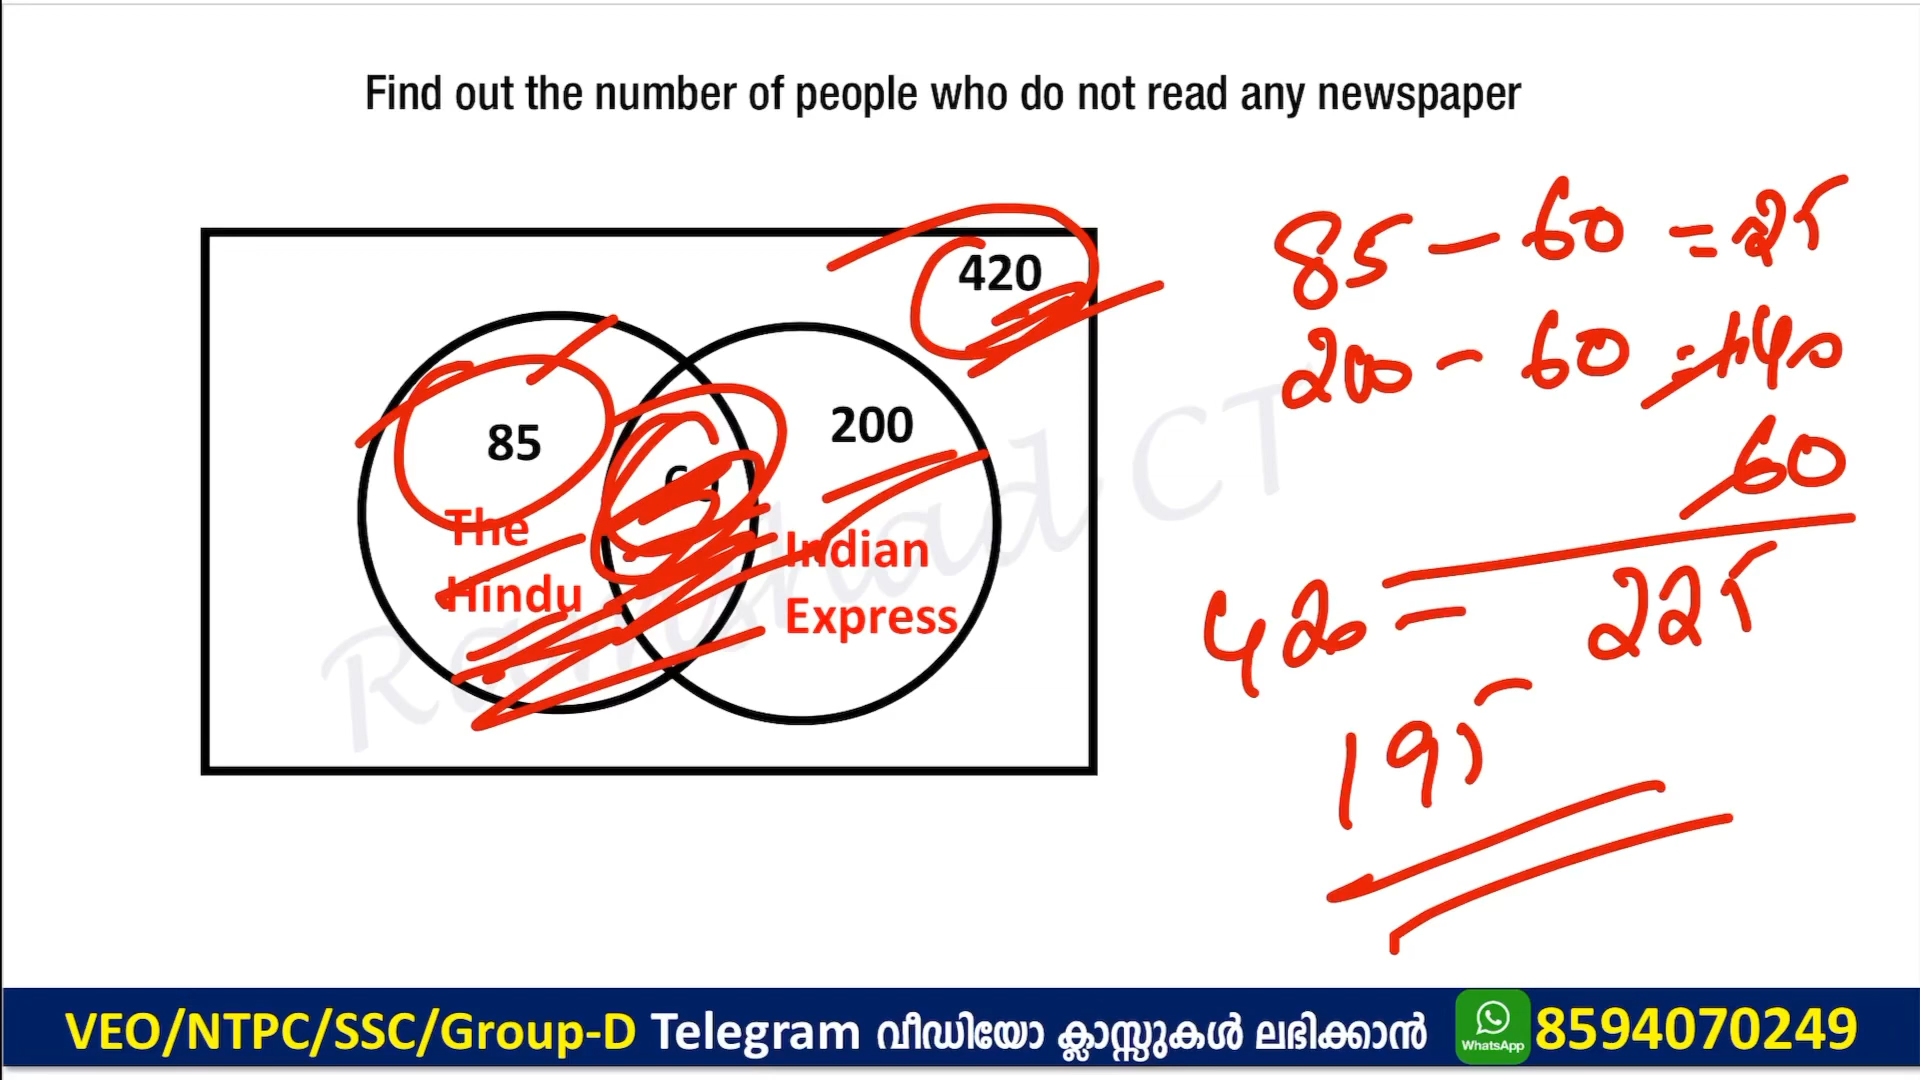 Find out the number of people who do not read any newspaper
420
85 - 60 = 25
200 - 60 = 140
85
200
60
The
Hindu
Indian
Express
420 - 225
195
VEO/NTPC/SSC/Group-D Telegram വീഡിയോ ക്ലാസ്സുകൾ ലഭിക്കാൻ WhatsApp 8594070249